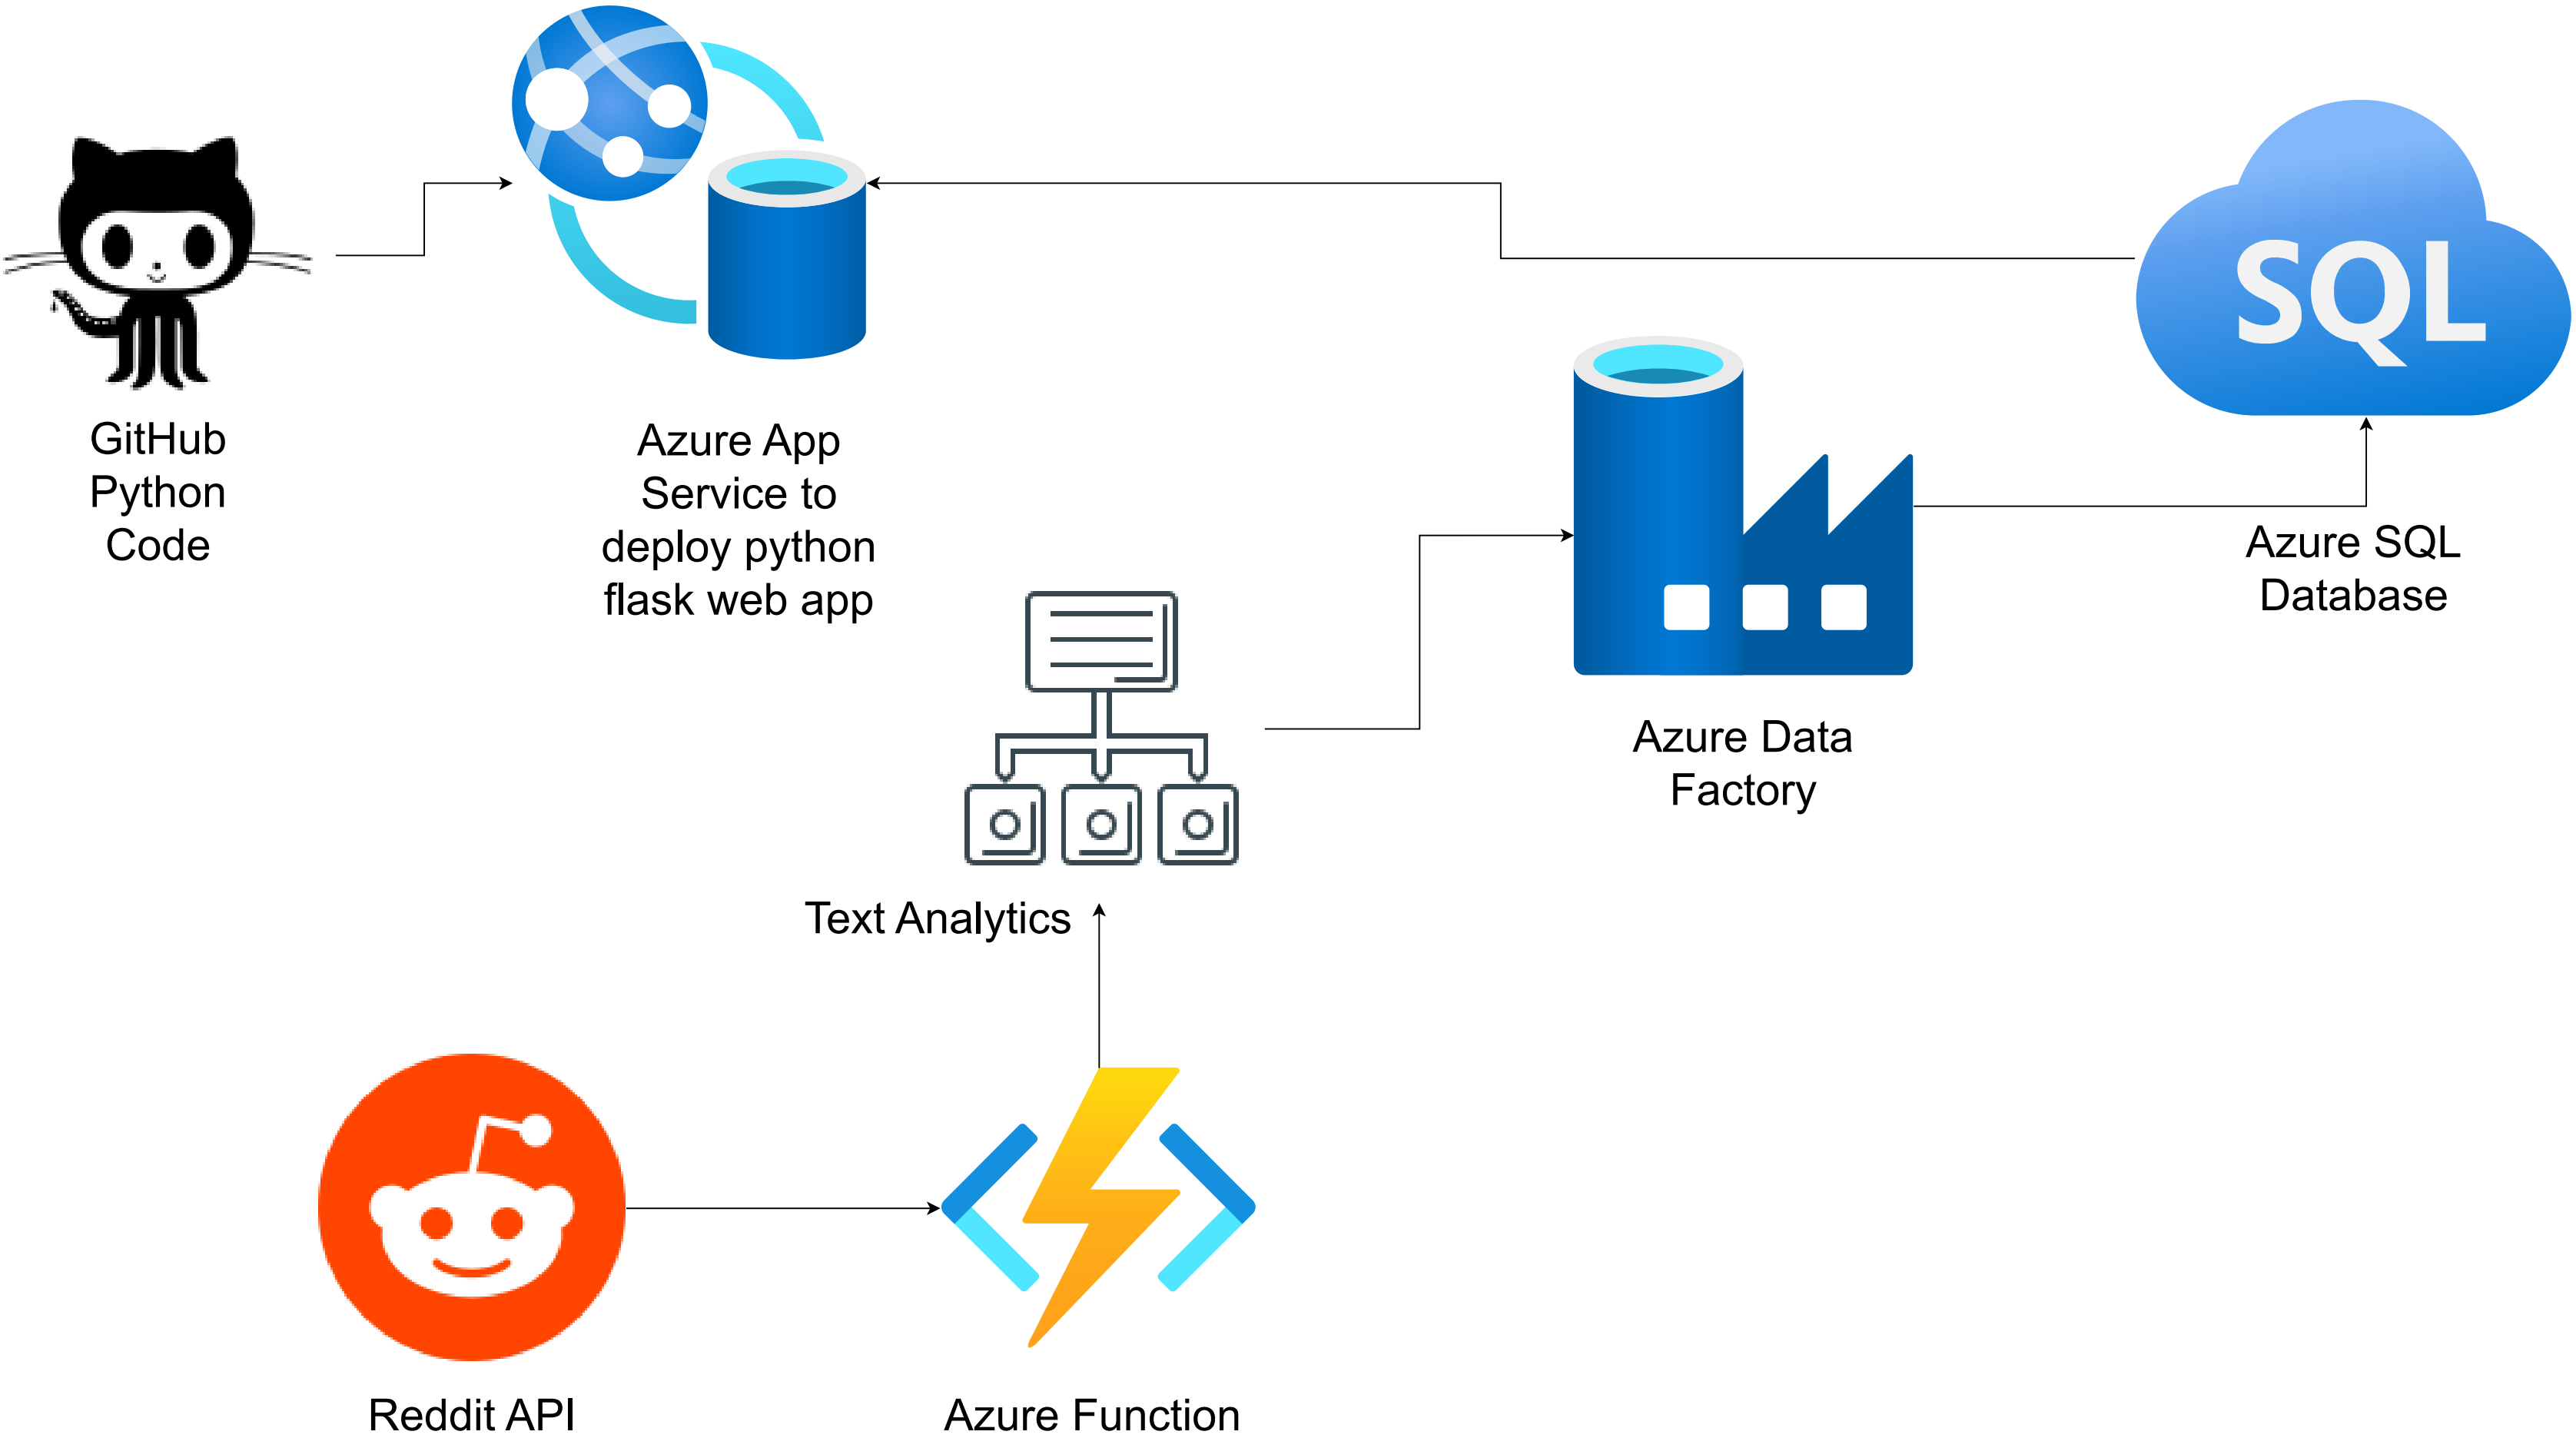 SQL
GitHub
Python
Code
Azure App
Service to
deploy python
flask web app
Azure SQL
Database
Azure Data
Factory
Text Analytics
Reddit API
Azure Function